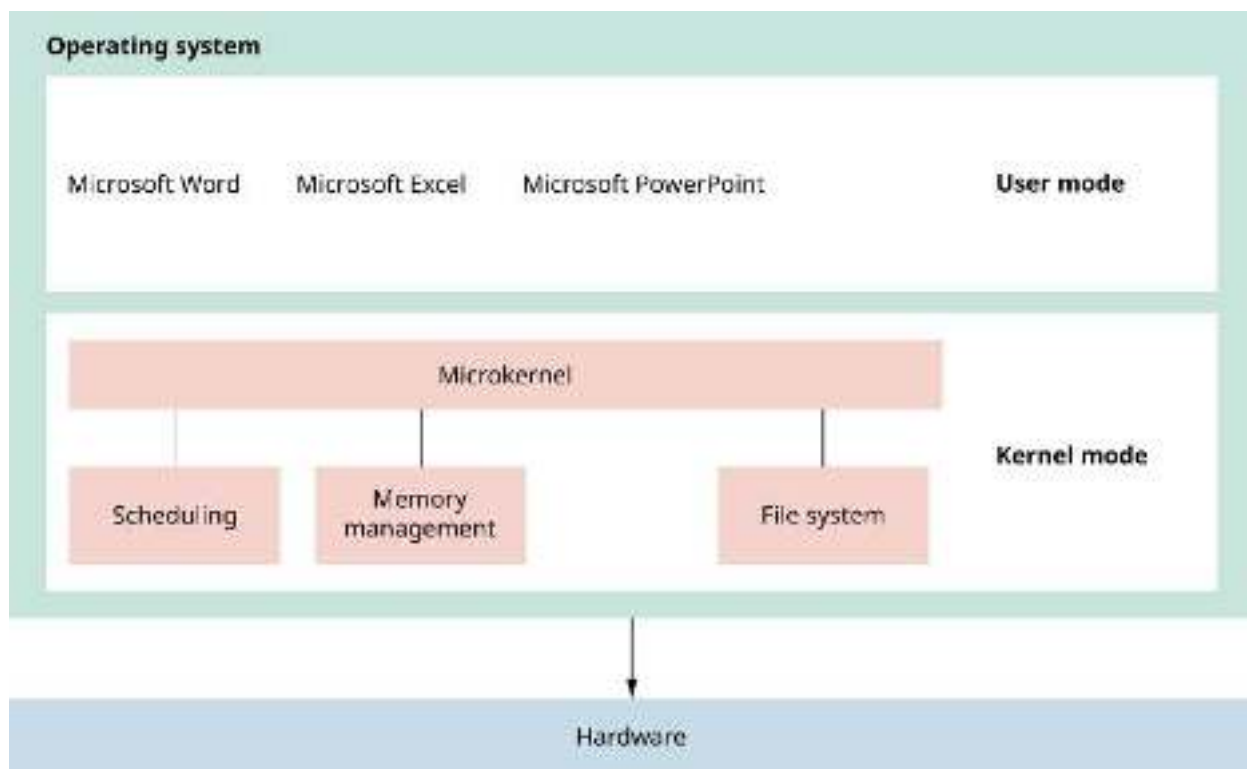 Operating system
Microsoft Word Microsoft Excel Microsoft PowerPoint User mode
Microkernel
Kernel mode
Scheduling
Memory
management
File system
Hardware